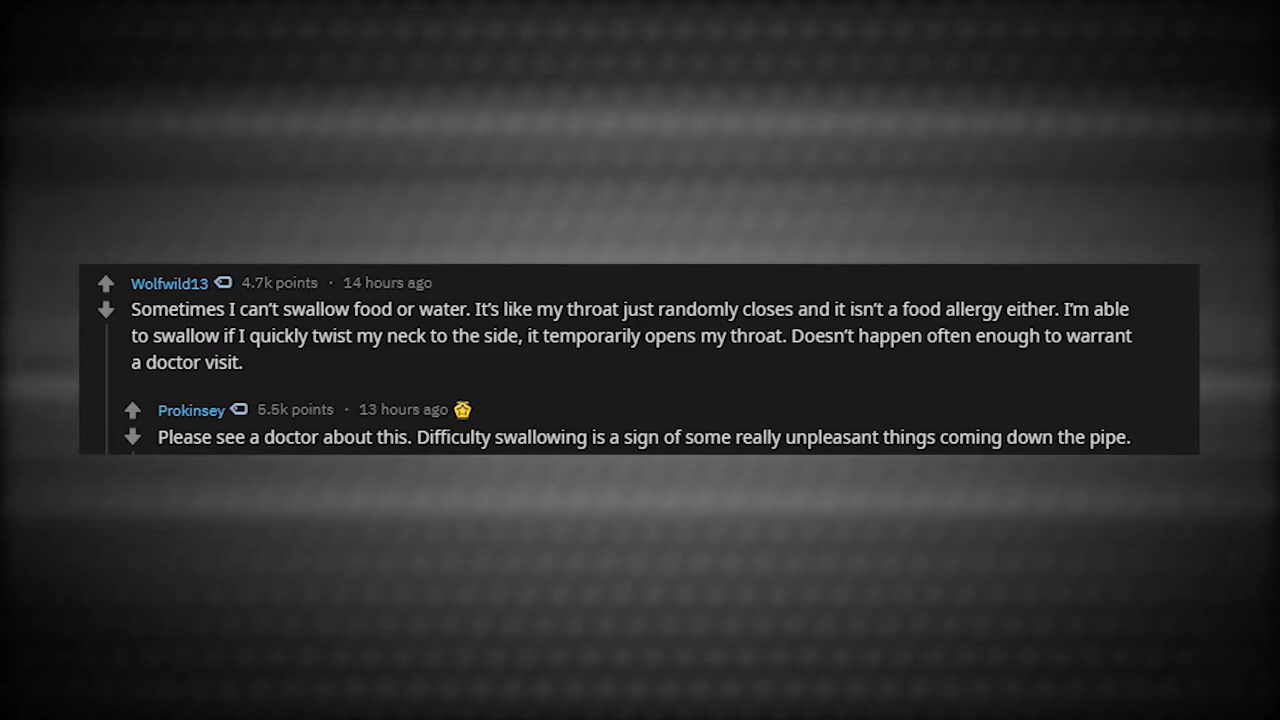 Wolfwild13 4.7k points · 14 hours ago
Sometimes I can’t swallow food or water. It’s like my throat just randomly closes and it isn’t a food allergy either. I’m able
to swallow if I quickly twist my neck to the side, it temporarily opens my throat. Doesn’t happen often enough to warrant
a doctor visit.
Prokinsey 5.5k points · 13 hours ago
Please see a doctor about this. Difficulty swallowing is a sign of some really unpleasant things coming down the pipe.